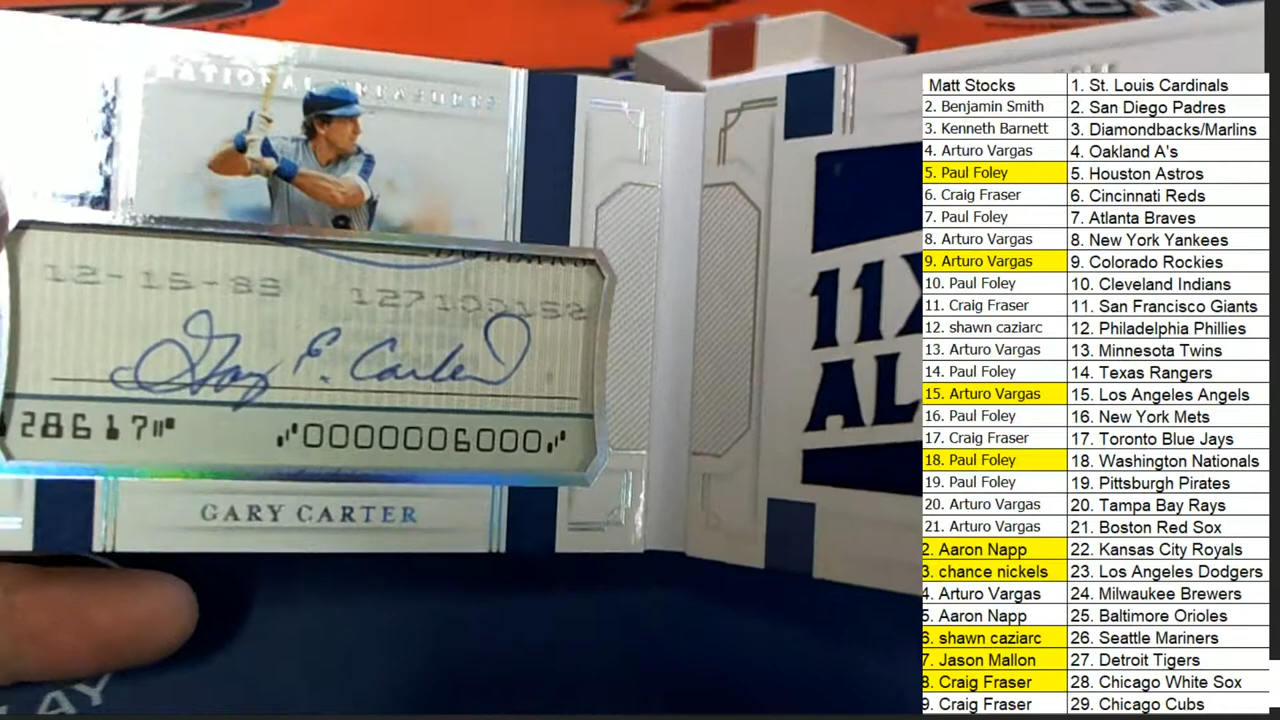 NATIONAL TREASURES
DOLLARS
12-15-89 127103152
Gary E. Carter
28617⑈ ⑈0000006000⑈
GARY CARTER
11X
AL
LAY
Matt Stocks 1. St. Louis Cardinals
2. Benjamin Smith 2. San Diego Padres
3. Kenneth Barnett 3. Diamondbacks/Marlins
4. Arturo Vargas 4. Oakland A's
5. Paul Foley 5. Houston Astros
6. Craig Fraser 6. Cincinnati Reds
7. Paul Foley 7. Atlanta Braves
8. Arturo Vargas 8. New York Yankees
9. Arturo Vargas 9. Colorado Rockies
10. Paul Foley 10. Cleveland Indians
11. Craig Fraser 11. San Francisco Giants
12. shawn caziarc 12. Philadelphia Phillies
13. Arturo Vargas 13. Minnesota Twins
14. Paul Foley 14. Texas Rangers
15. Arturo Vargas 15. Los Angeles Angels
16. Paul Foley 16. New York Mets
17. Craig Fraser 17. Toronto Blue Jays
18. Paul Foley 18. Washington Nationals
19. Paul Foley 19. Pittsburgh Pirates
20. Arturo Vargas 20. Tampa Bay Rays
21. Arturo Vargas 21. Boston Red Sox
2. Aaron Napp 22. Kansas City Royals
3. chance nickels 23. Los Angeles Dodgers
4. Arturo Vargas 24. Milwaukee Brewers
5. Aaron Napp 25. Baltimore Orioles
6. shawn caziarc 26. Seattle Mariners
7. Jason Mallon 27. Detroit Tigers
8. Craig Fraser 28. Chicago White Sox
9. Craig Fraser 29. Chicago Cubs